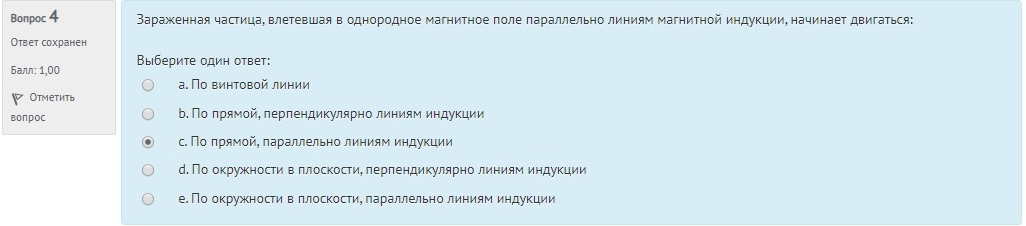 Вопрос 4
Ответ сохранен
Балл: 1,00
Отметить
вопрос
Зараженная частица, влетевшая в однородное магнитное поле параллельно линиям магнитной индукции, начинает двигаться:
Выберите один ответ:
a. По винтовой линии
b. По прямой, перпендикулярно линиям индукции
c. По прямой, параллельно линиям индукции
d. По окружности в плоскости, перпендикулярно линиям индукции
e. По окружности в плоскости, параллельно линиям индукции